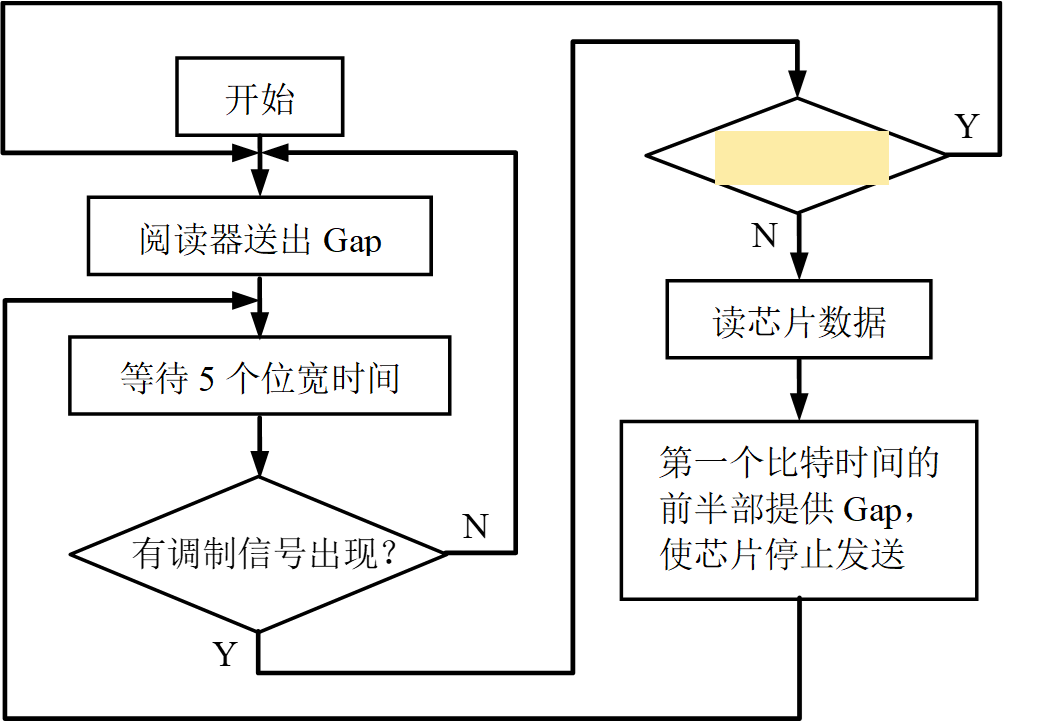 开始
阅读器送出 Gap
等待 5 个位宽时间
有调制信号出现？
N
Y
Y
N
读芯片数据
第一个比特时间的
前半部提供 Gap，
使芯片停止发送